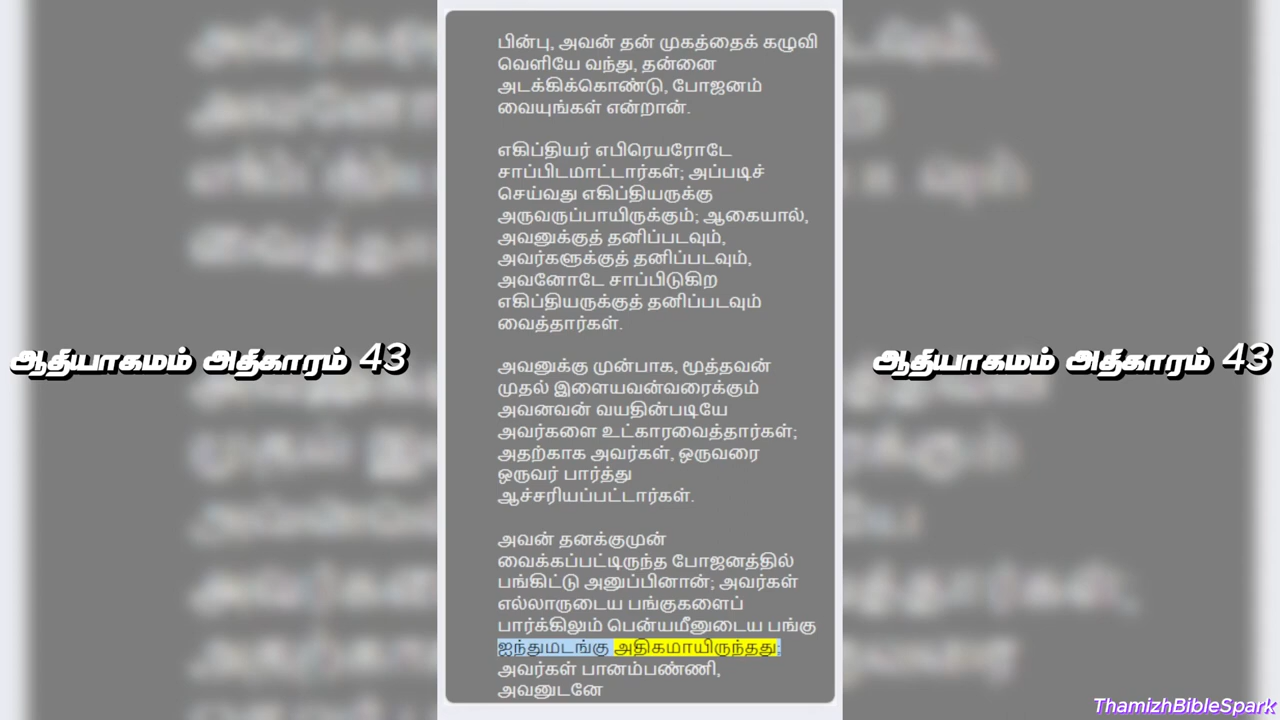 பின்பு, அவன் தன் முகத்தைக் கழுவி
வெளியே வந்து, தன்னை
அடக்கிக்கொண்டு, போஜனம்
வையுங்கள் என்றான்.
எகிப்தியர் எபிரெயரோடே
சாப்பிடமாட்டார்கள்; அப்படிச்
செய்வது எகிப்தியருக்கு
அருவருப்பாயிருக்கும்; ஆகையால்,
அவனுக்குத் தனிப்படவும்,
அவர்களுக்குத் தனிப்படவும்,
அவனோடே சாப்பிடுகிற
எகிப்தியருக்குத் தனிப்படவும்
வைத்தார்கள்.
அவனுக்கு முன்பாக, மூத்தவன்
முதல் இளையவன்வரைக்கும்
அவனவன் வயதின்படியே
அவர்களை உட்காரவைத்தார்கள்;
அதற்காக அவர்கள், ஒருவரை
ஒருவர் பார்த்து
ஆச்சரியப்பட்டார்கள்.
அவன் தனக்குமுன்
வைக்கப்பட்டிருந்த போஜனத்தில்
பங்கிட்டு அனுப்பினான்; அவர்கள்
எல்லாருடைய பங்குகளைப்
பார்க்கிலும் பென்யமீனுடைய பங்கு
ஐந்துமடங்கு அதிகமாயிருந்தது;
அவர்கள் பானம்பண்ணி,
அவனுடனே
ஆதியாகமம் அதிகாரம் 43
ஆதியாகமம் அதிகாரம் 43
ThamizhBibleSpark